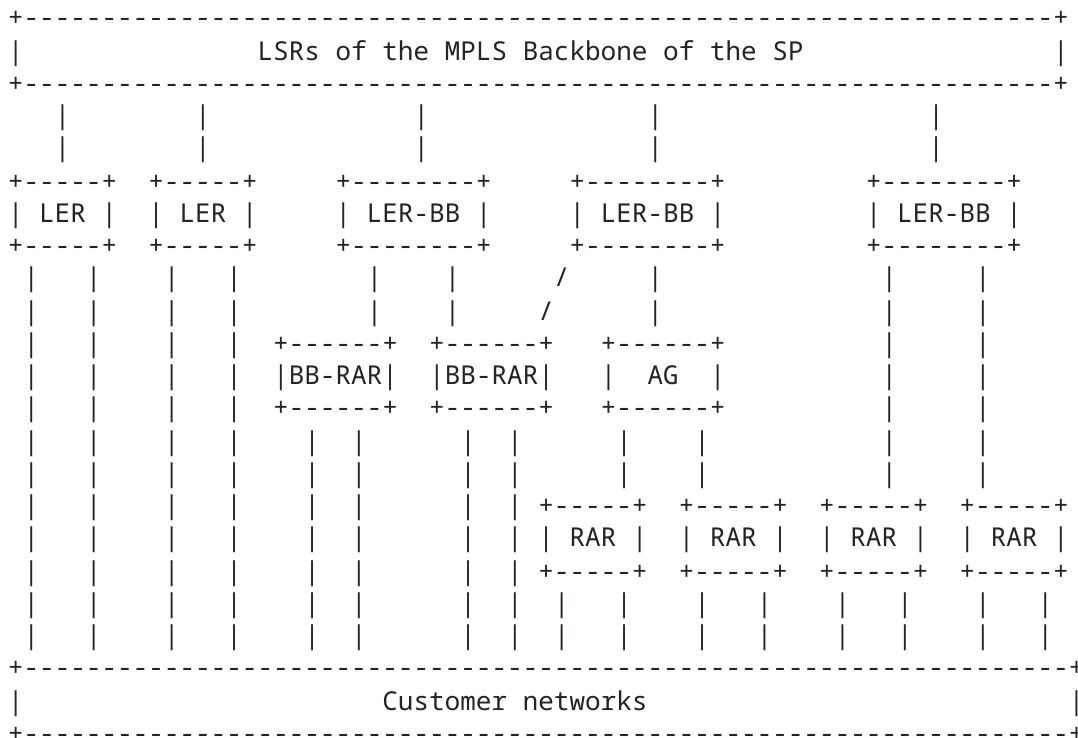 LSRs of the MPLS Backbone of the SP
LER LER LER-BB LER-BB LER-BB
BB-RAR BB-RAR AG
RAR RAR RAR RAR
Customer networks